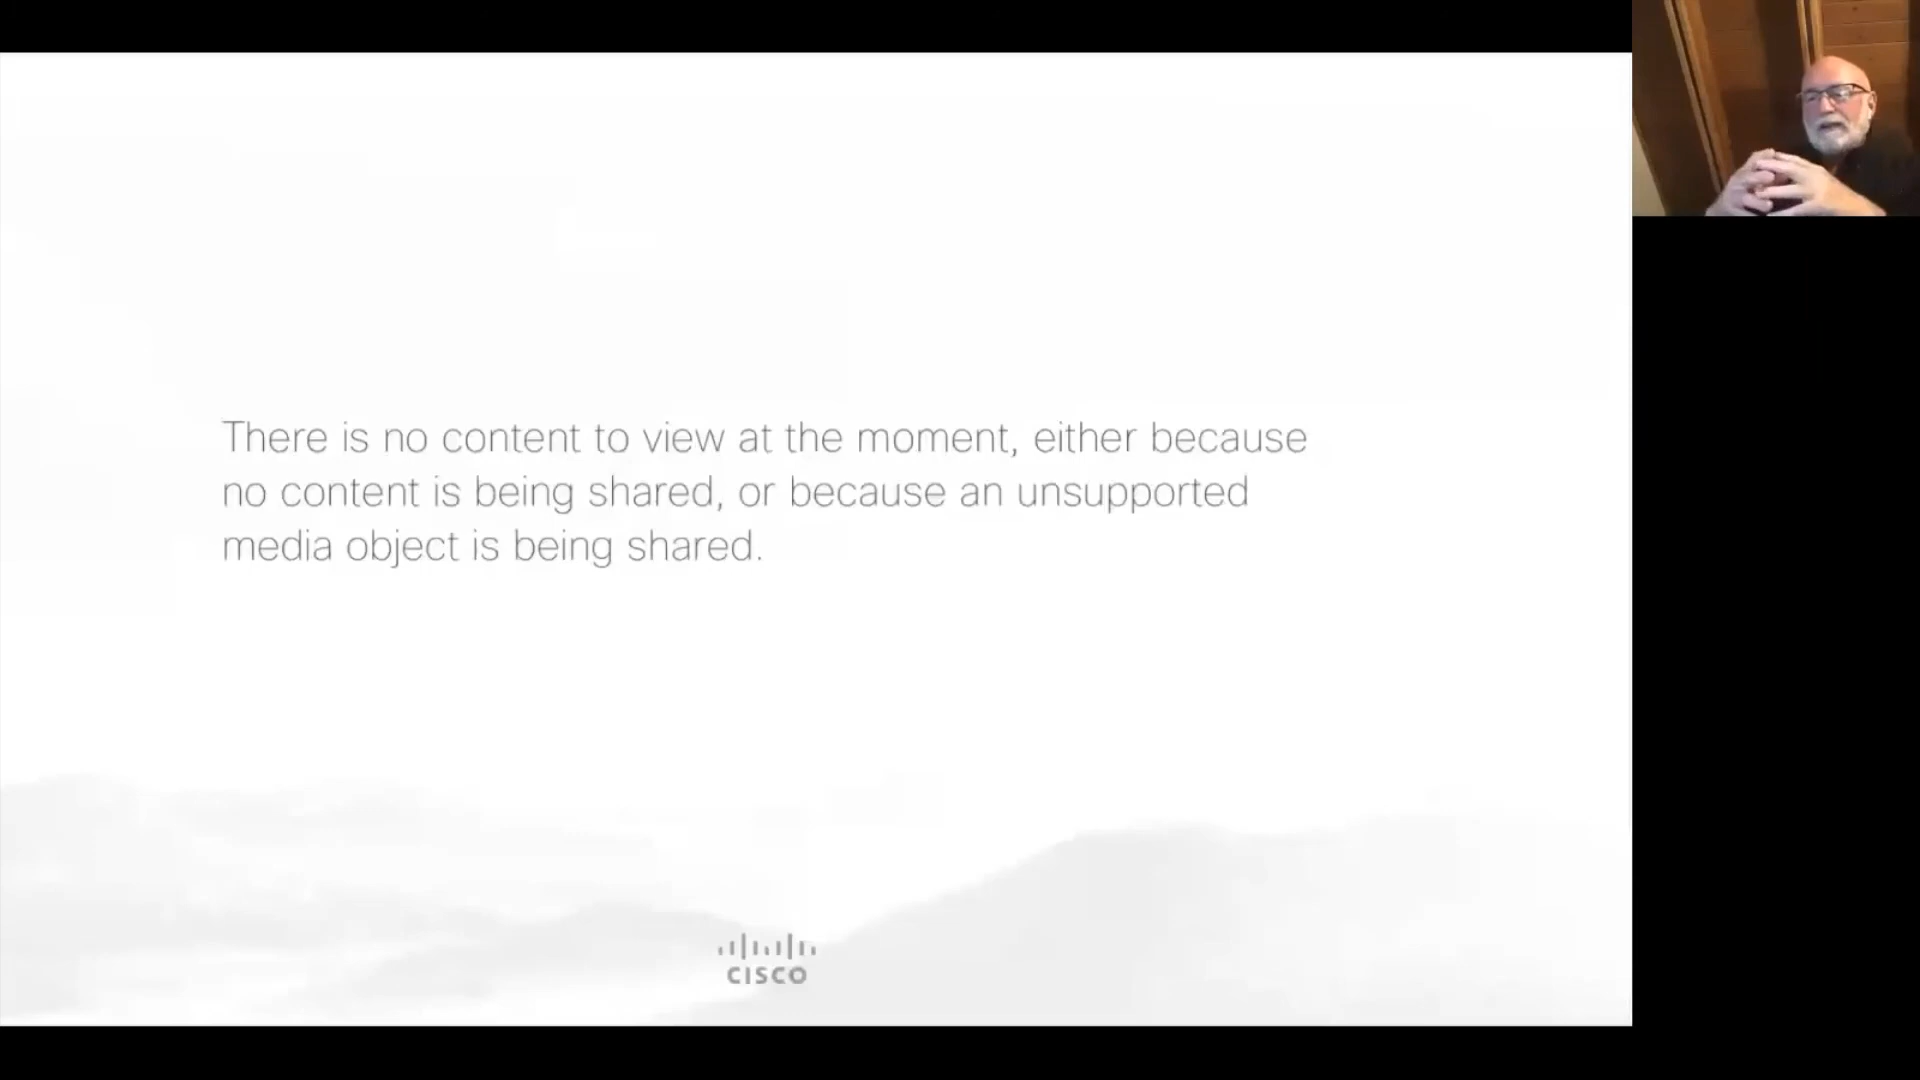 There is no content to view at the moment, either because
no content is being shared, or because an unsupported
media object is being shared.
CISCO